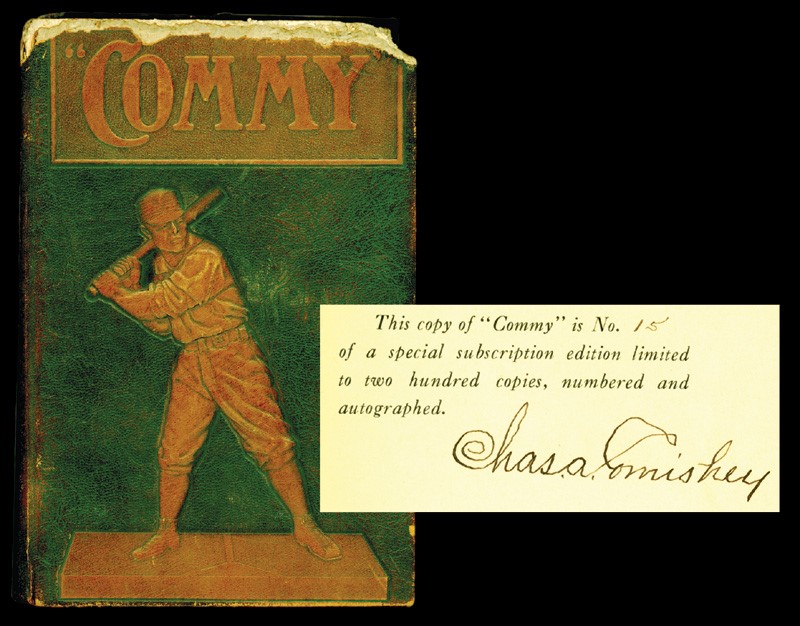 "COMMY"
This copy of "Commy" is No. 15
of a special subscription edition limited
to two hundred copies, numbered and
autographed.
Chas. a. Comiskey